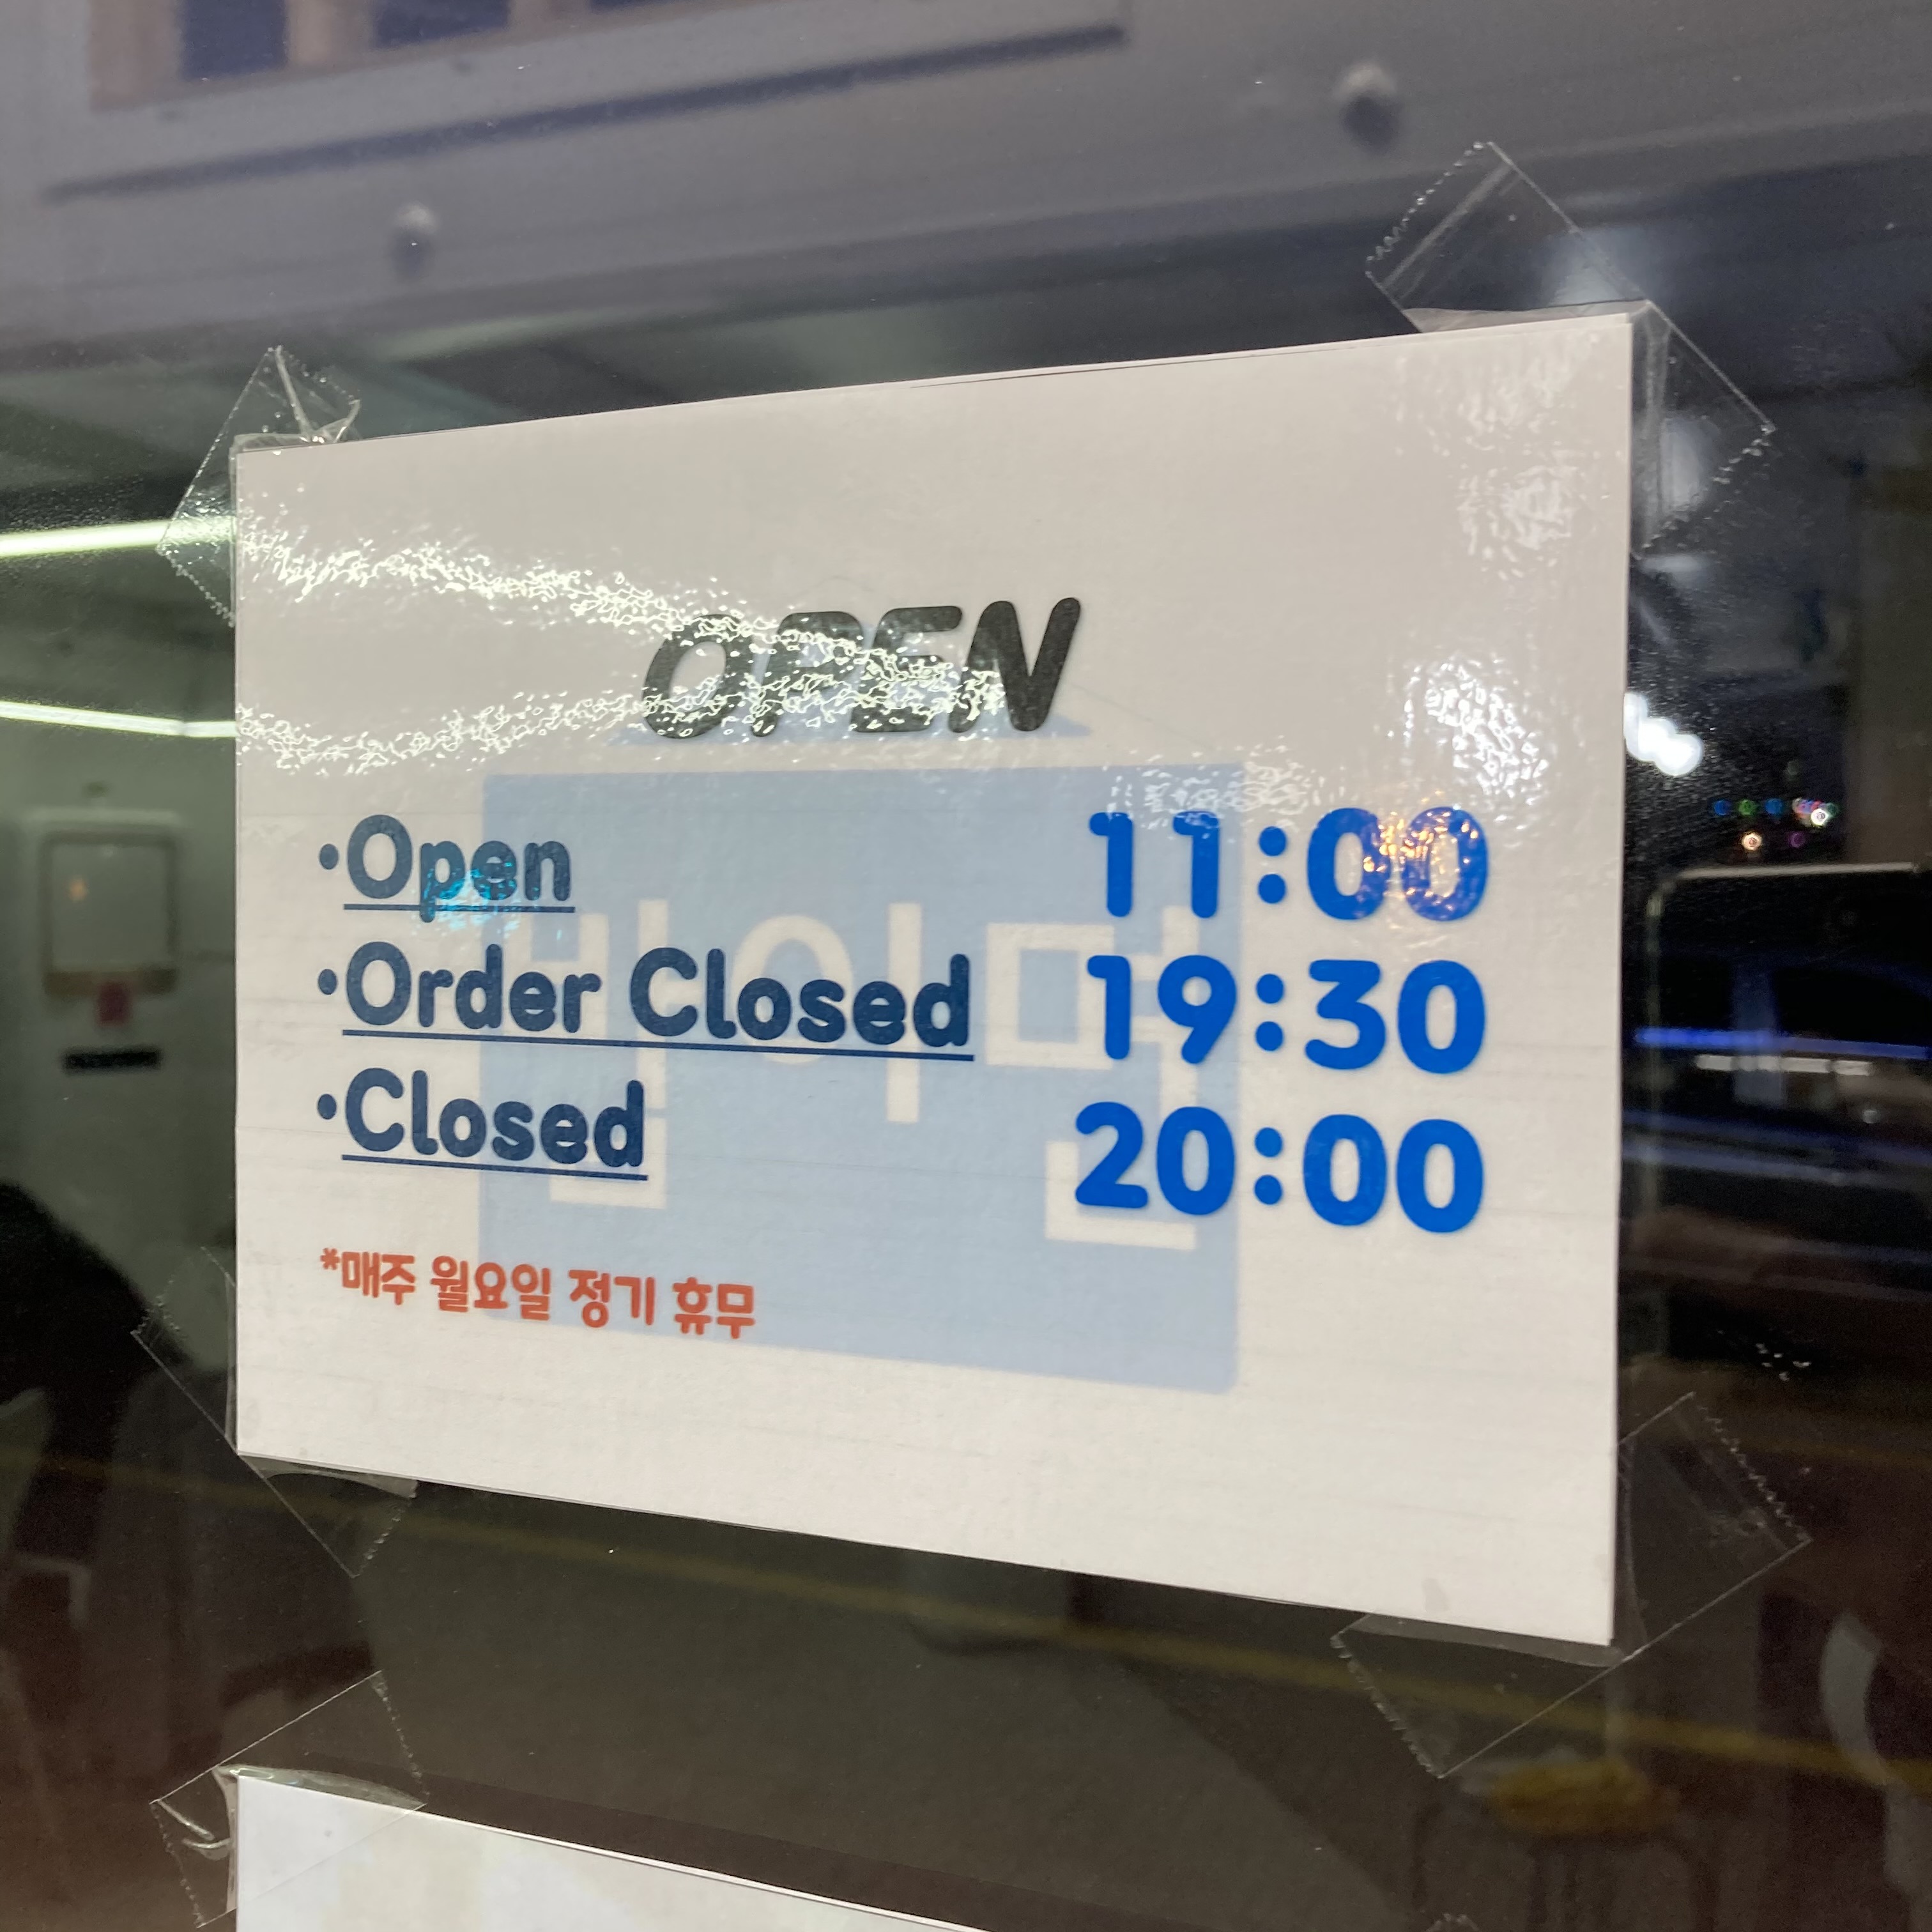 OPEN
·Open 11:00
·Order Closed 19:30
·Closed 20:00
*매주 월요일 정기 휴무